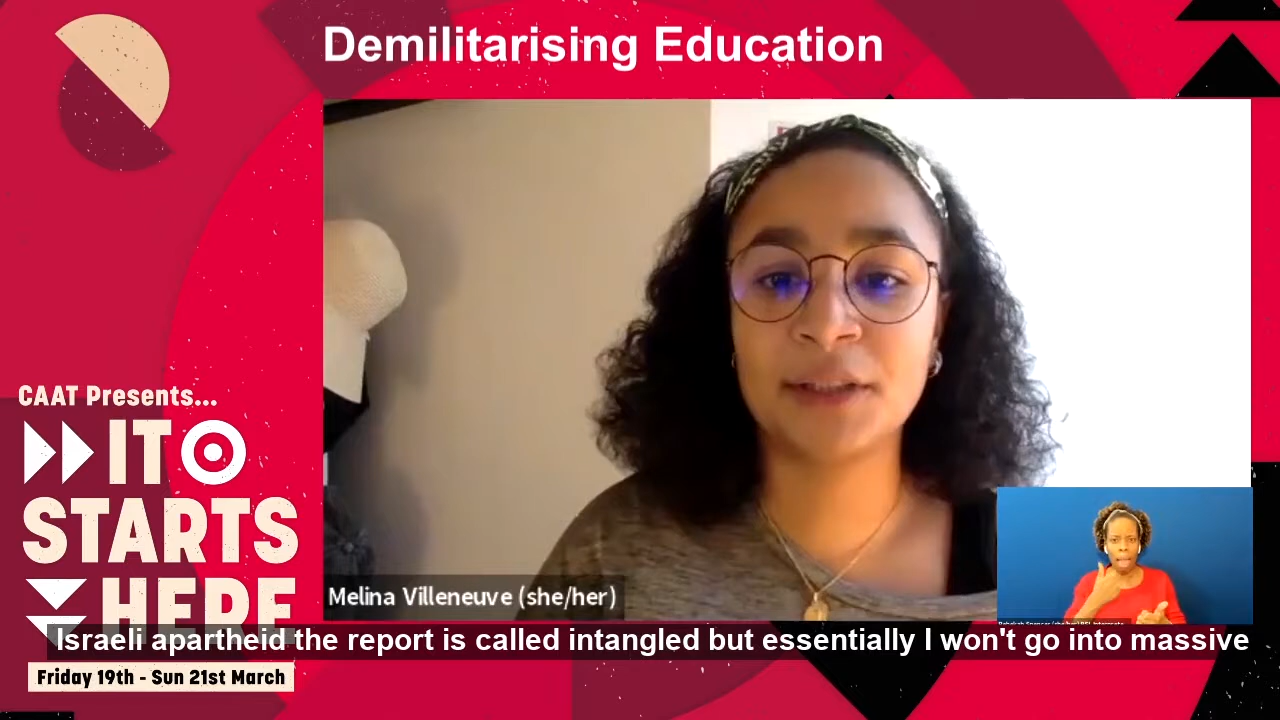 Demilitarising Education
CAAT Presents...
IT
STARTS
HERE
Melina Villeneuve (she/her)
Israeli apartheid the report is called intangled but essentially I won't go into massive
Friday 19th - Sun 21st March